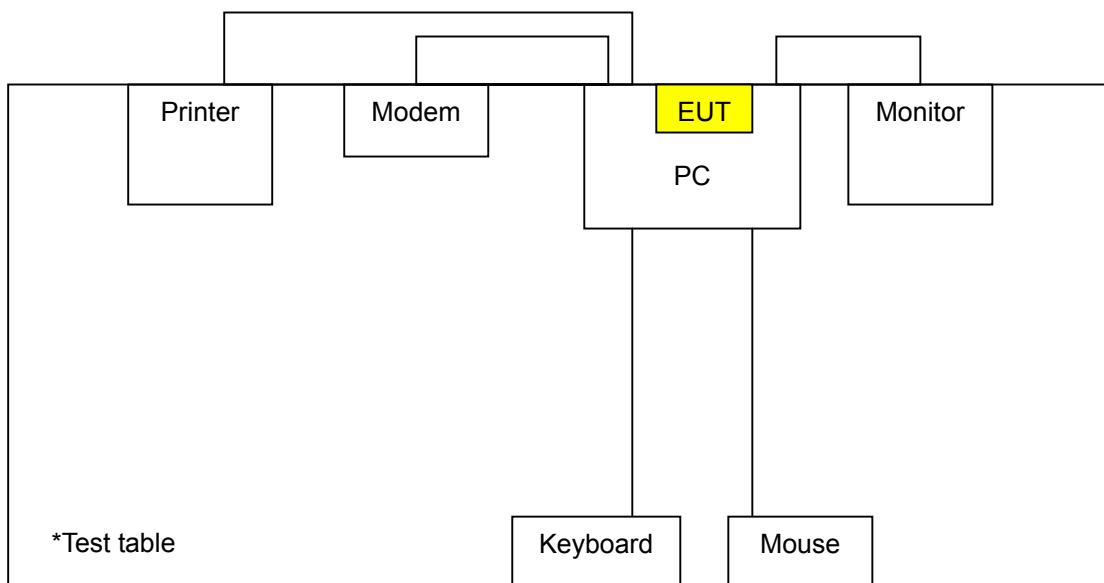 Printer
Modem
EUT
Monitor
PC
*Test table
Keyboard
Mouse